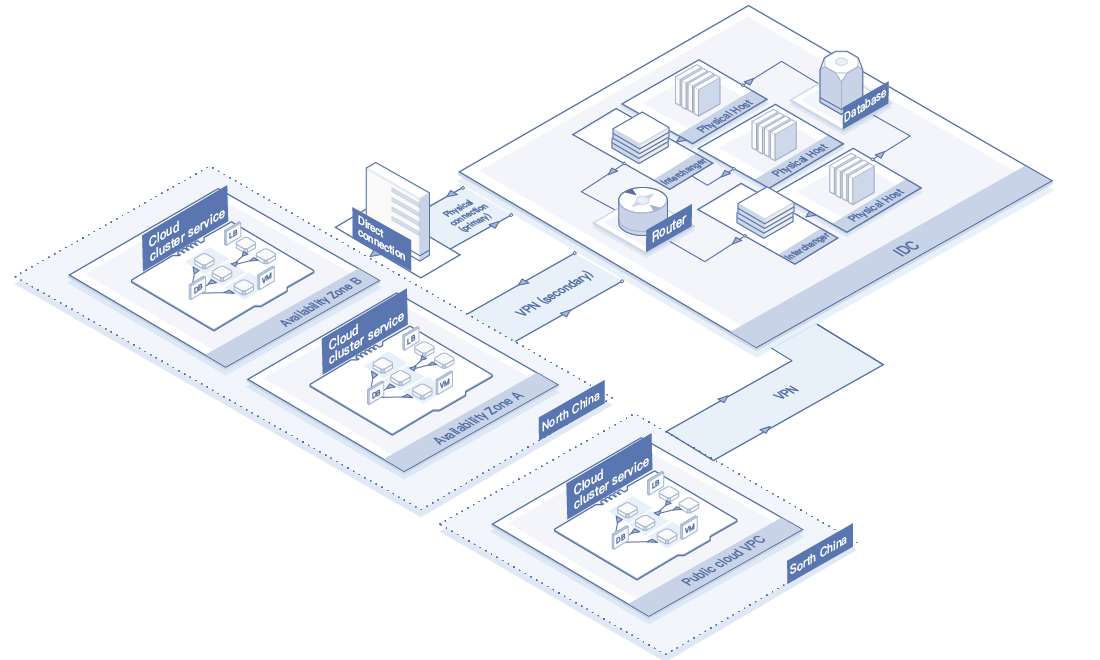 Database
Physical Host
Physical Host
Physical Host
Interchanger
Interchanger
Router
IDC
Direct
connection
Physical
connection
(primary)
VPN (secondary)
VPN
Cloud
cluster service
LB
DB
VM
Availability Zone B
Cloud
cluster service
LB
DB
VM
Availability Zone A
North China
Cloud
cluster service
LB
DB
VM
Public cloud VPC
Sorth China